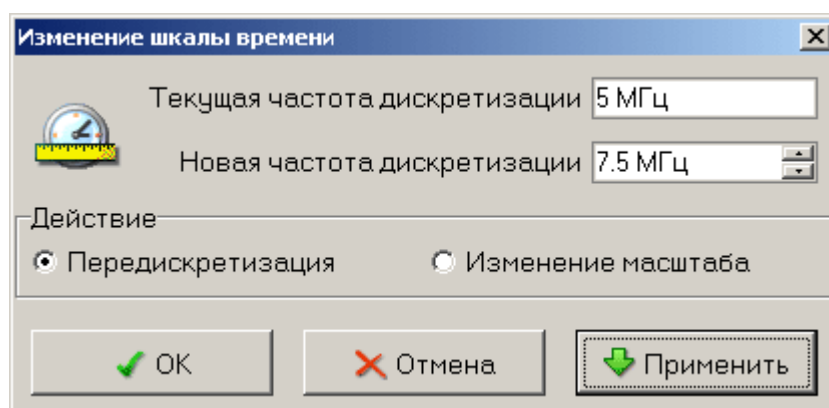 Изменение шкалы времени
Текущая частота дискретизации 5 МГц
Новая частота дискретизации 7.5 МГц
Действие
Передискретизация Изменение масштаба
OK Отмена Применить